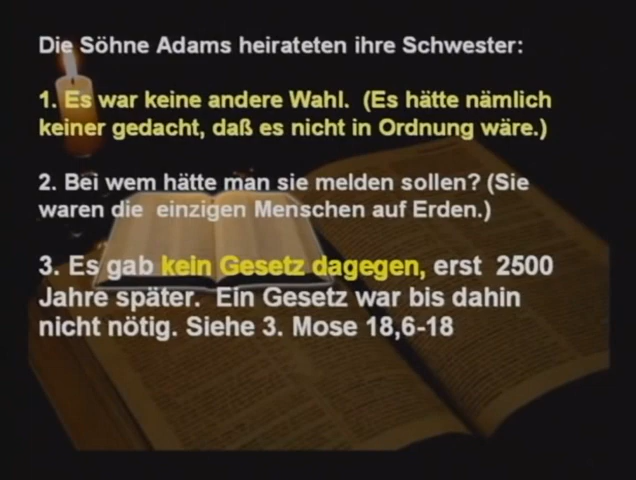 Die Söhne Adams heirateten ihre Schwester:
1. Es war keine andere Wahl. (Es hätte nämlich
keiner gedacht, daß es nicht in Ordnung wäre.)
2. Bei wem hätte man sie melden sollen? (Sie
waren die einzigen Menschen auf Erden.)
3. Es gab kein Gesetz dagegen, erst 2500
Jahre später. Ein Gesetz war bis dahin
nicht nötig. Siehe 3. Mose 18,6-18